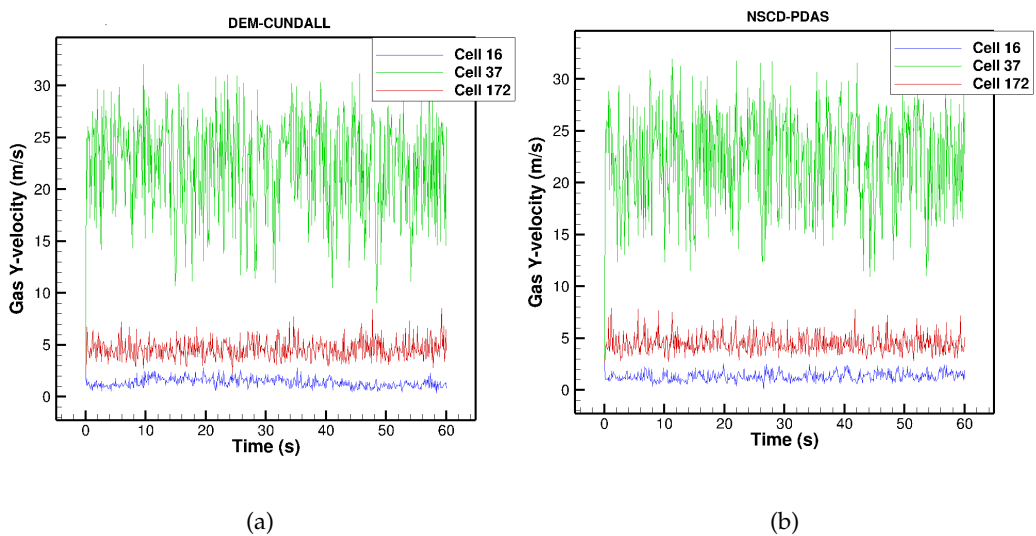 DEM-CUNDALL
Cell 16
Cell 37
Cell 172
Gas Y-velocity (m/s)
30
25
20
15
10
5
0
0 10 20 30 40 50 60
Time (s)
(a)
NSCD-PDAS
Cell 16
Cell 37
Cell 172
Gas Y-velocity (m/s)
30
25
20
15
10
5
0
0 10 20 30 40 50 60
Time (s)
(b)